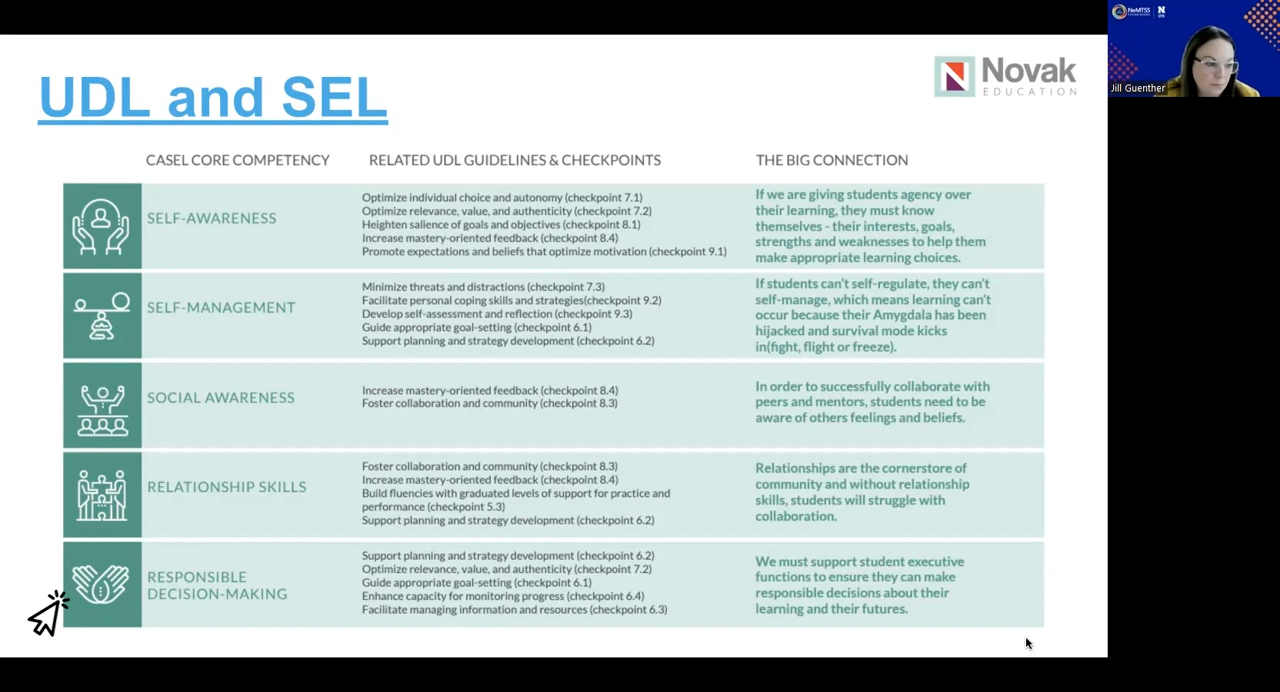 NeMTSS
Jill Guenther
UDL and SEL
Novak
EDUCATION
CASEL CORE COMPETENCY
RELATED UDL GUIDELINES & CHECKPOINTS
THE BIG CONNECTION
SELF-AWARENESS
Optimize individual choice and autonomy (checkpoint 7.1)
Optimize relevance, value, and authenticity (checkpoint 7.2)
Heighten salience of goals and objectives (checkpoint 8.1)
Increase mastery-oriented feedback (checkpoint 8.4)
Promote expectations and beliefs that optimize motivation (checkpoint 9.1)
If we are giving students agency over
their learning, they must know
themselves - their interests, goals,
strengths and weaknesses to help them
make appropriate learning choices.
SELF-MANAGEMENT
Minimize threats and distractions (checkpoint 7.3)
Facilitate personal coping skills and strategies(checkpoint 9.2)
Develop self-assessment and reflection (checkpoint 9.3)
Guide appropriate goal-setting (checkpoint 6.1)
Support planning and strategy development (checkpoint 6.2)
If students can't self-regulate, they can't
self-manage, which means learning can't
occur because their Amygdala has been
hijacked and survival mode kicks
in(fight, flight or freeze).
SOCIAL AWARENESS
Increase mastery-oriented feedback (checkpoint 8.4)
Foster collaboration and community (checkpoint 8.3)
In order to successfully collaborate with
peers and mentors, students need to be
aware of others feelings and beliefs.
RELATIONSHIP SKILLS
Foster collaboration and community (checkpoint 8.3)
Increase mastery-oriented feedback (checkpoint 8.4)
Build fluencies with graduated levels of support for practice and
performance (checkpoint 5.3)
Support planning and strategy development (checkpoint 6.2)
Relationships are the cornerstore of
community and without relationship
skills, students will struggle with
collaboration.
RESPONSIBLE
DECISION-MAKING
Support planning and strategy development (checkpoint 6.2)
Optimize relevance, value, and authenticity (checkpoint 7.2)
Guide appropriate goal-setting (checkpoint 6.1)
Enhance capacity for monitoring progress (checkpoint 6.4)
Facilitate managing information and resources (checkpoint 6.3)
We must support student executive
functions to ensure they can make
responsible decisions about their
learning and their futures.